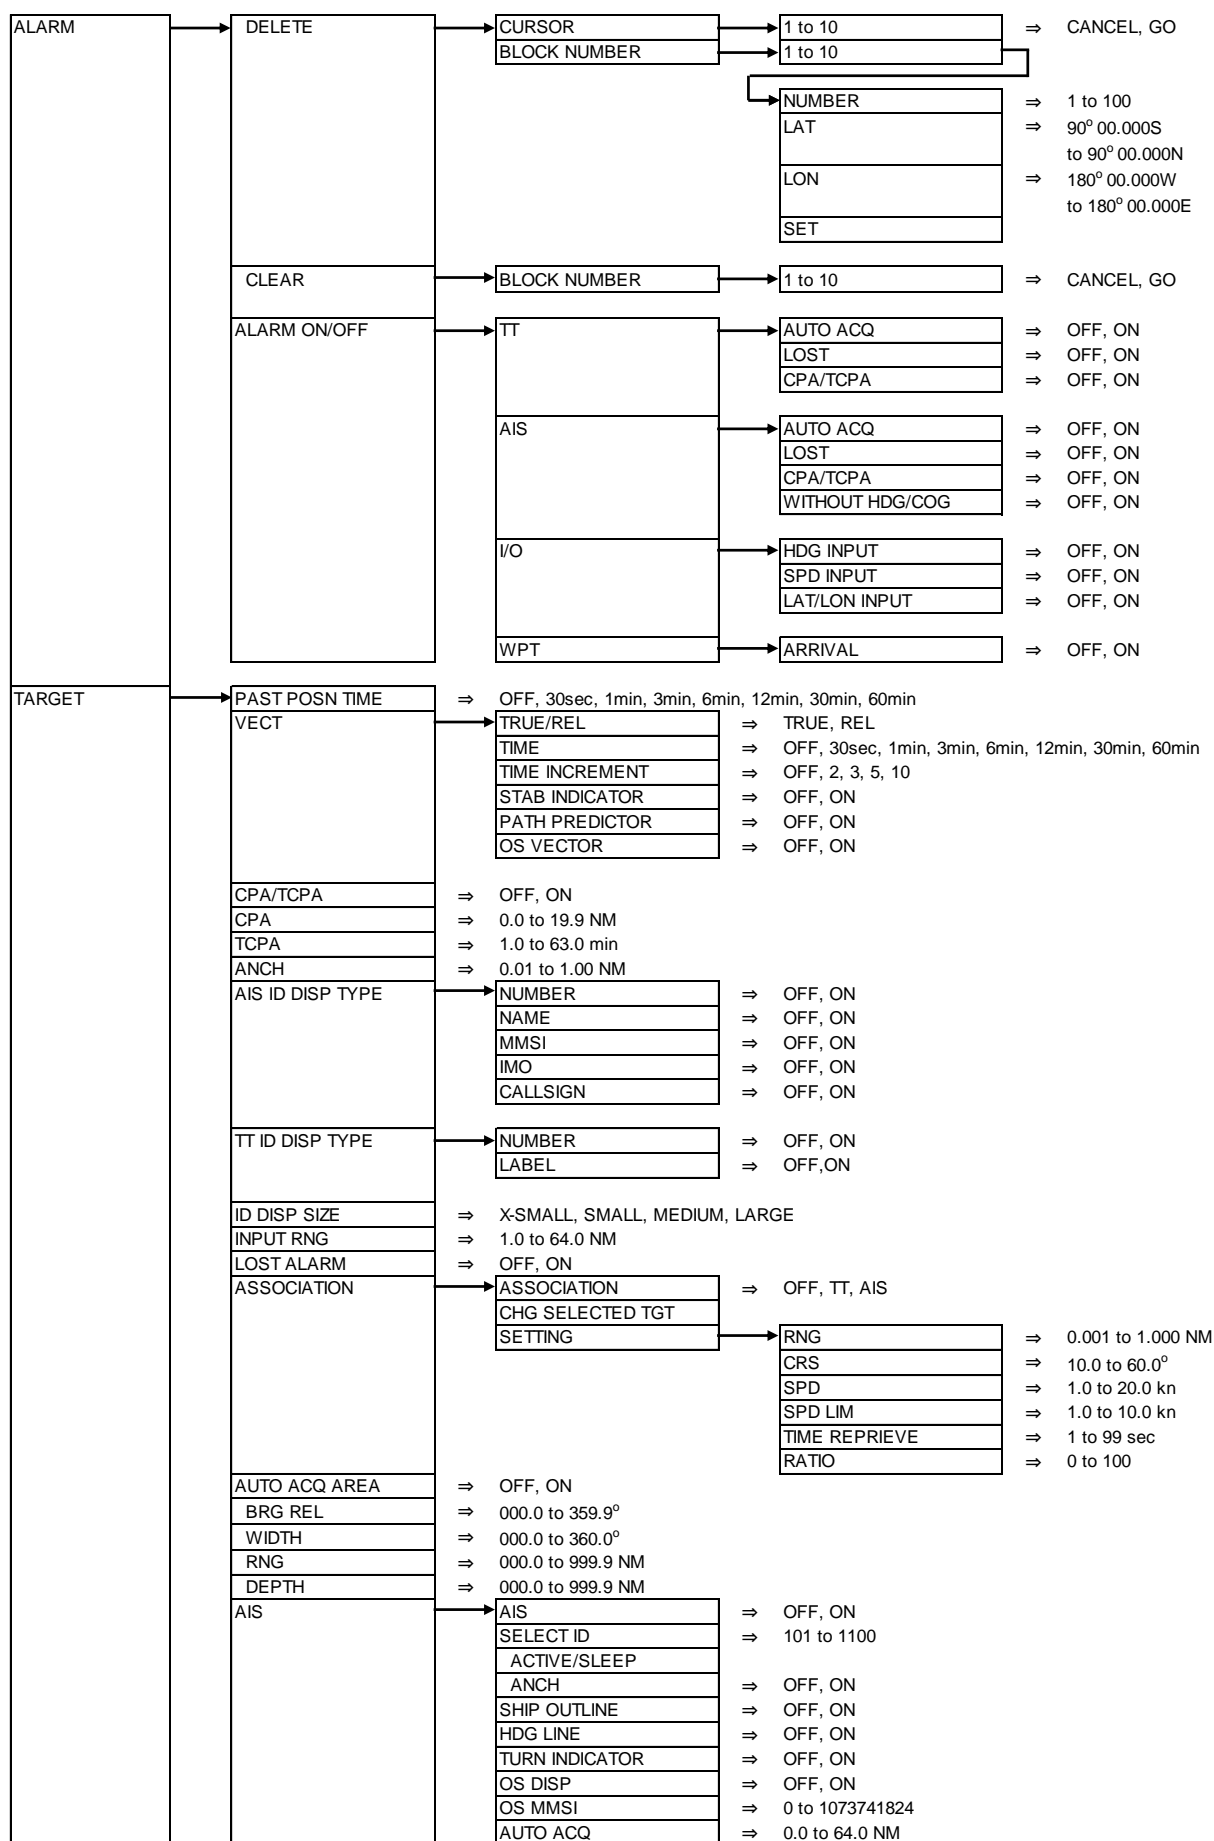 ALARM DELETE CURSOR 1 to 10 ⇒ CANCEL, GO
BLOCK NUMBER 1 to 10
NUMBER ⇒ 1 to 100
LAT ⇒ 90° 00.000S
to 90° 00.000N
LON ⇒ 180° 00.000W
to 180° 00.000E
SET
CLEAR BLOCK NUMBER 1 to 10 ⇒ CANCEL, GO
ALARM ON/OFF TT AUTO ACQ ⇒ OFF, ON
LOST ⇒ OFF, ON
CPA/TCPA ⇒ OFF, ON
AIS AUTO ACQ ⇒ OFF, ON
LOST ⇒ OFF, ON
CPA/TCPA ⇒ OFF, ON
WITHOUT HDG/COG ⇒ OFF, ON
I/O HDG INPUT ⇒ OFF, ON
SPD INPUT ⇒ OFF, ON
LAT/LON INPUT ⇒ OFF, ON
WPT ARRIVAL ⇒ OFF, ON
TARGET PAST POSN TIME ⇒ OFF, 30sec, 1min, 3min, 6min, 12min, 30min, 60min
VECT TRUE/REL ⇒ TRUE, REL
TIME ⇒ OFF, 30sec, 1min, 3min, 6min, 12min, 30min, 60min
TIME INCREMENT ⇒ OFF, 2, 3, 5, 10
STAB INDICATOR ⇒ OFF, ON
PATH PREDICTOR ⇒ OFF, ON
OS VECTOR ⇒ OFF, ON
CPA/TCPA ⇒ OFF, ON
CPA ⇒ 0.0 to 19.9 NM
TCPA ⇒ 1.0 to 63.0 min
ANCH ⇒ 0.01 to 1.00 NM
AIS ID DISP TYPE NUMBER ⇒ OFF, ON
NAME ⇒ OFF, ON
MMSI ⇒ OFF, ON
IMO ⇒ OFF, ON
CALLSIGN ⇒ OFF, ON
TT ID DISP TYPE NUMBER ⇒ OFF, ON
LABEL ⇒ OFF,ON
ID DISP SIZE ⇒ X-SMALL, SMALL, MEDIUM, LARGE
INPUT RNG ⇒ 1.0 to 64.0 NM
LOST ALARM ⇒ OFF, ON
ASSOCIATION ASSOCIATION ⇒ OFF, TT, AIS
CHG SELECTED TGT
SETTING RNG ⇒ 0.001 to 1.000 NM
CRS ⇒ 10.0 to 60.0°
SPD ⇒ 1.0 to 20.0 kn
SPD LIM ⇒ 1.0 to 10.0 kn
TIME REPRIEVE ⇒ 1 to 99 sec
RATIO ⇒ 0 to 100
AUTO ACQ AREA ⇒ OFF, ON
BRG REL ⇒ 000.0 to 359.9°
WIDTH ⇒ 000.0 to 360.0°
RNG ⇒ 000.0 to 999.9 NM
DEPTH ⇒ 000.0 to 999.9 NM
AIS AIS ⇒ OFF, ON
SELECT ID ⇒ 101 to 1100
ACTIVE/SLEEP
ANCH ⇒ OFF, ON
SHIP OUTLINE ⇒ OFF, ON
HDG LINE ⇒ OFF, ON
TURN INDICATOR ⇒ OFF, ON
OS DISP ⇒ OFF, ON
OS MMSI ⇒ 0 to 1073741824
AUTO ACQ ⇒ 0.0 to 64.0 NM